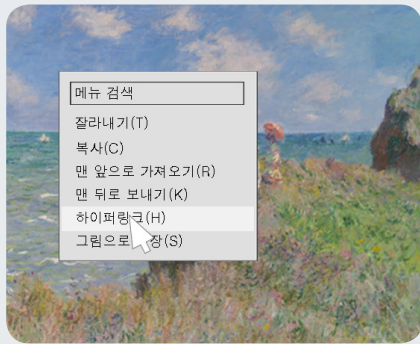 메뉴 검색
잘라내기(T)
복사(C)
맨 앞으로 가져오기(R)
맨 뒤로 보내기(K)
하이퍼링크(H)
그림으로 장(S)